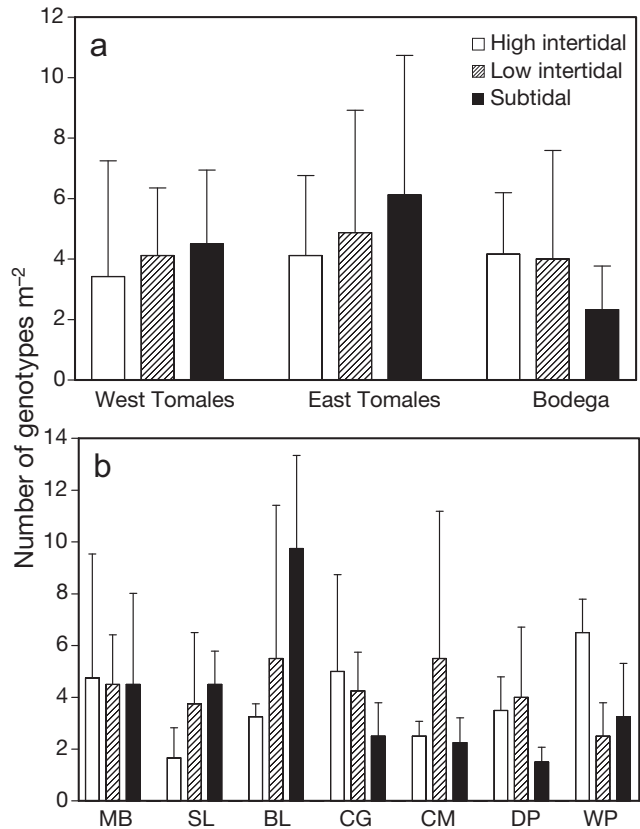 Number of genotypes m⁻²
a
High intertidal
Low intertidal
Subtidal
12
10
8
6
4
2
0
West Tomales East Tomales Bodega
b
14
12
10
8
6
4
2
0
MB SL BL CG CM DP WP